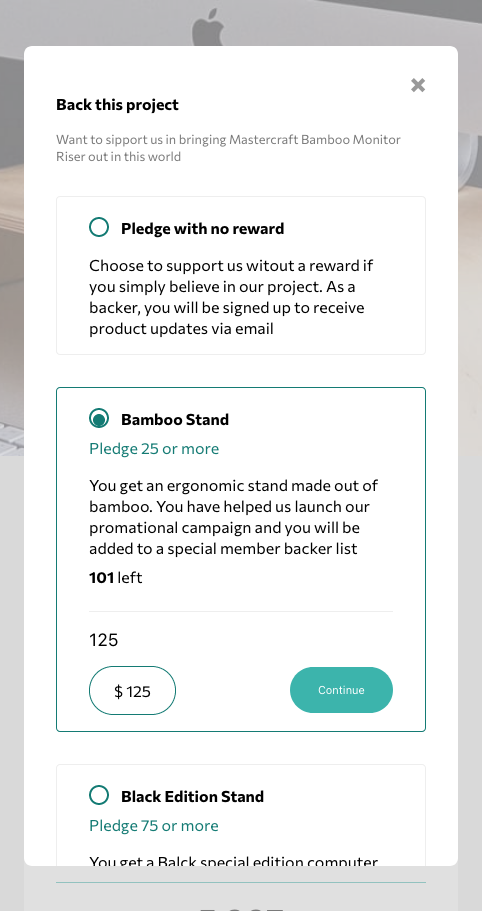 Back this project
Want to sipport us in bringing Mastercraft Bamboo Monitor
Riser out in this world
Pledge with no reward
Choose to support us witout a reward if
you simply believe in our project. As a
backer, you will be signed up to receive
product updates via email
Bamboo Stand
Pledge 25 or more
You get an ergonomic stand made out of
bamboo. You have helped us launch our
promational campaign and you will be
added to a special member backer list
101 left
125
$ 125
Continue
Black Edition Stand
Pledge 75 or more
You get a Balck special edition computer